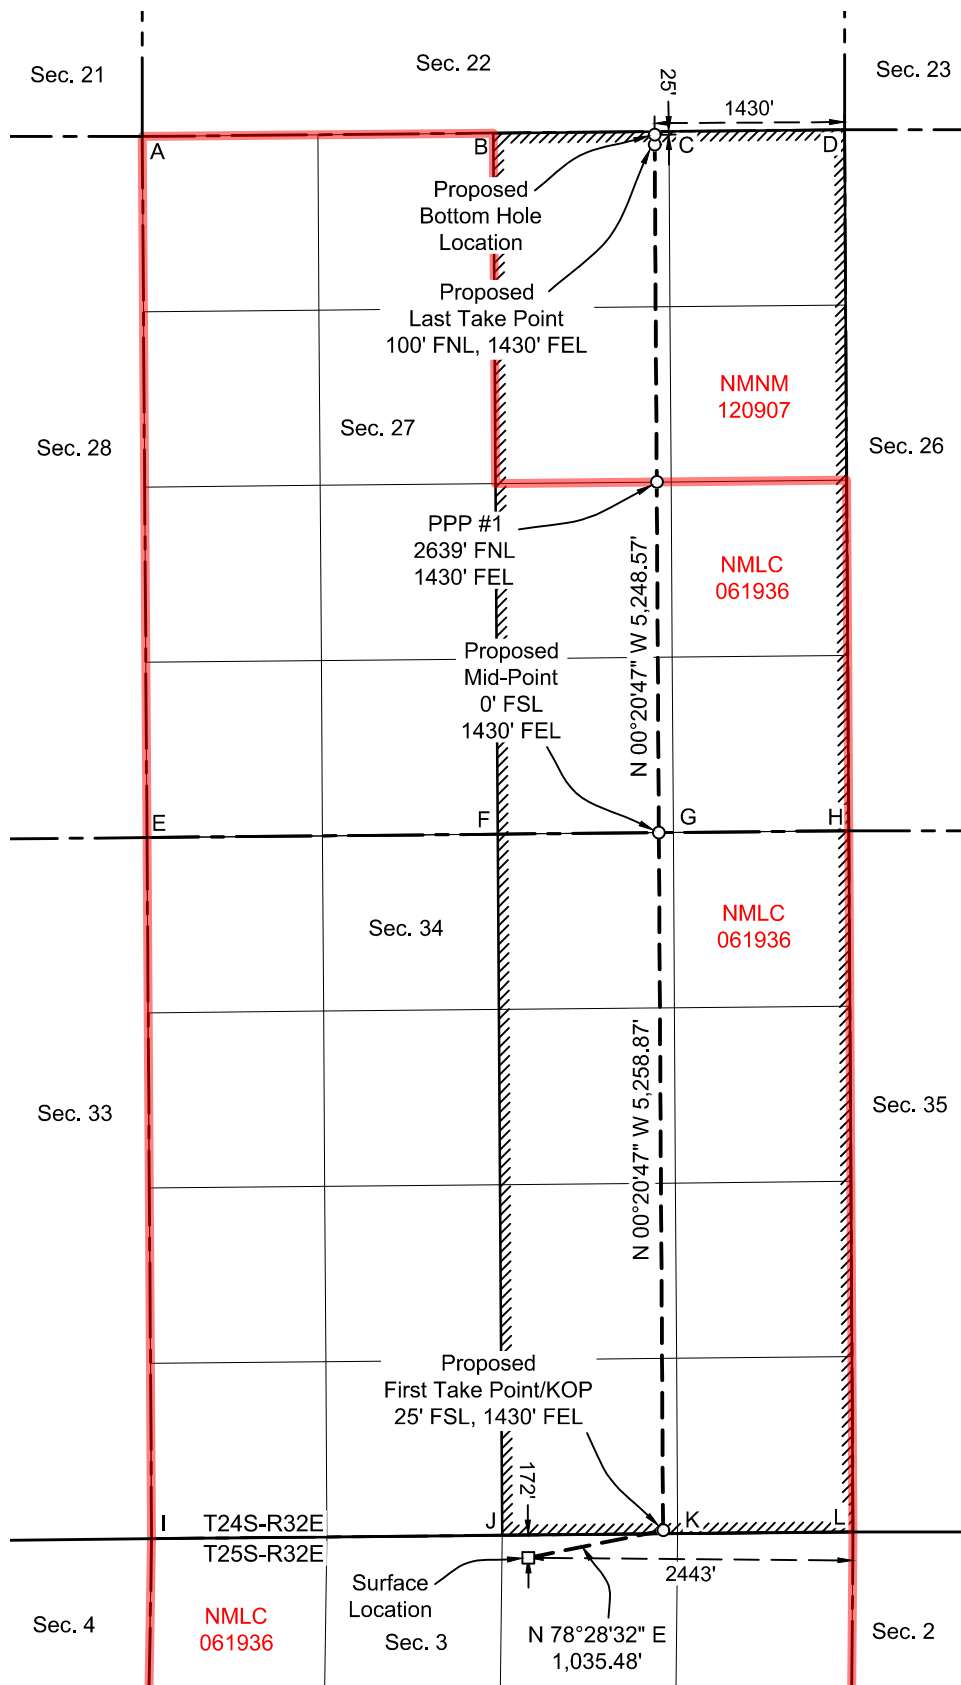 Sec. 21
Sec. 22
Sec. 23
25'
1430'
A
B
C
D
Proposed
Bottom Hole
Location
Proposed
Last Take Point
100' FNL, 1430' FEL
NMNM
120907
Sec. 28
Sec. 27
Sec. 26
PPP #1
2639' FNL
1430' FEL
NMLC
061936
N 00°20'47" W 5,248.57'
Proposed
Mid-Point
0' FSL
1430' FEL
E
F
G
H
Sec. 34
NMLC
061936
N 00°20'47" W 5,258.87'
Sec. 33
Sec. 35
Proposed
First Take Point/KOP
25' FSL, 1430' FEL
172'
I
T24S-R32E
J
K
L
T25S-R32E
2443'
Surface
Location
Sec. 4
NMLC
061936
Sec. 3
N 78°28'32" E
1,035.48'
Sec. 2